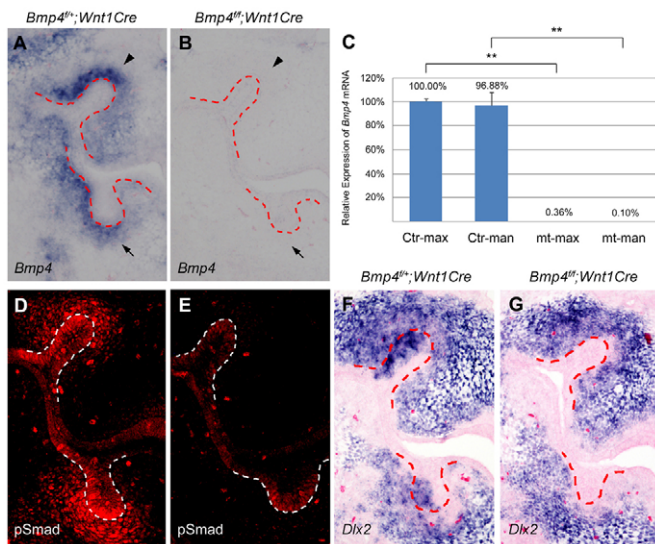 Bmp4f/+;Wnt1Cre
Bmp4f/f;Wnt1Cre
A
B
Bmp4
Bmp4
C
**
**
Relative Expression of Bmp4 mRNA
120%
100%
80%
60%
40%
20%
100.00%
96.88%
0.36%
0.10%
Ctr-max
Ctr-man
mt-max
mt-man
D
E
pSmad
pSmad
Bmp4f/+;Wnt1Cre
Bmp4f/f;Wnt1Cre
F
G
Dlx2
Dlx2